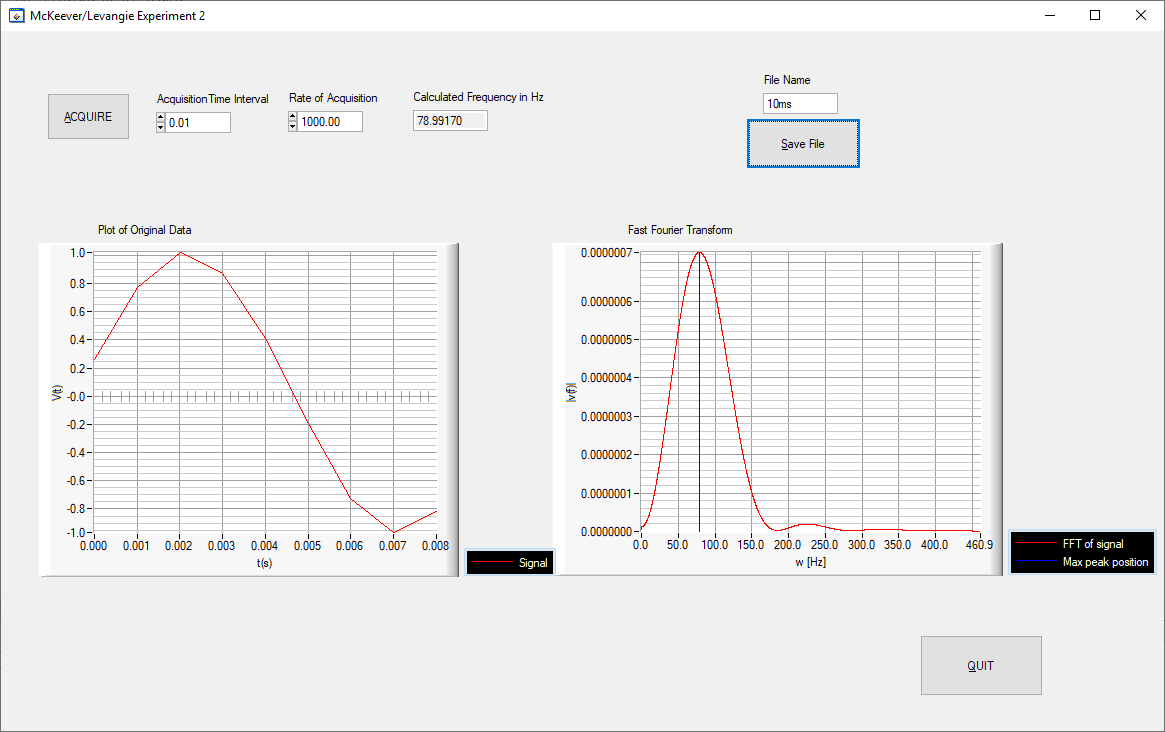 McKeever/Levangie Experiment 2
File Name
10ms
Save File
ACQUIRE
AcquisitionTime Interval
0.01
Rate of Acquisition
1000.00
Calculated Frequency in Hz
78.99170
Plot of Original Data
V(t)
1.0
0.8
0.6
0.4
0.2
-0.0
-0.2
-0.4
-0.6
-0.8
-1.0
0.000 0.001 0.002 0.003 0.004 0.005 0.006 0.007 0.008
t(s)
Signal
Fast Fourier Transform
|v(f)|
0.0000007
0.0000006
0.0000005
0.0000004
0.0000003
0.0000002
0.0000001
0.0000000
0.0 50.0 100.0 150.0 200.0 250.0 300.0 350.0 400.0 460.9
w [Hz]
FFT of signal
Max peak position
QUIT